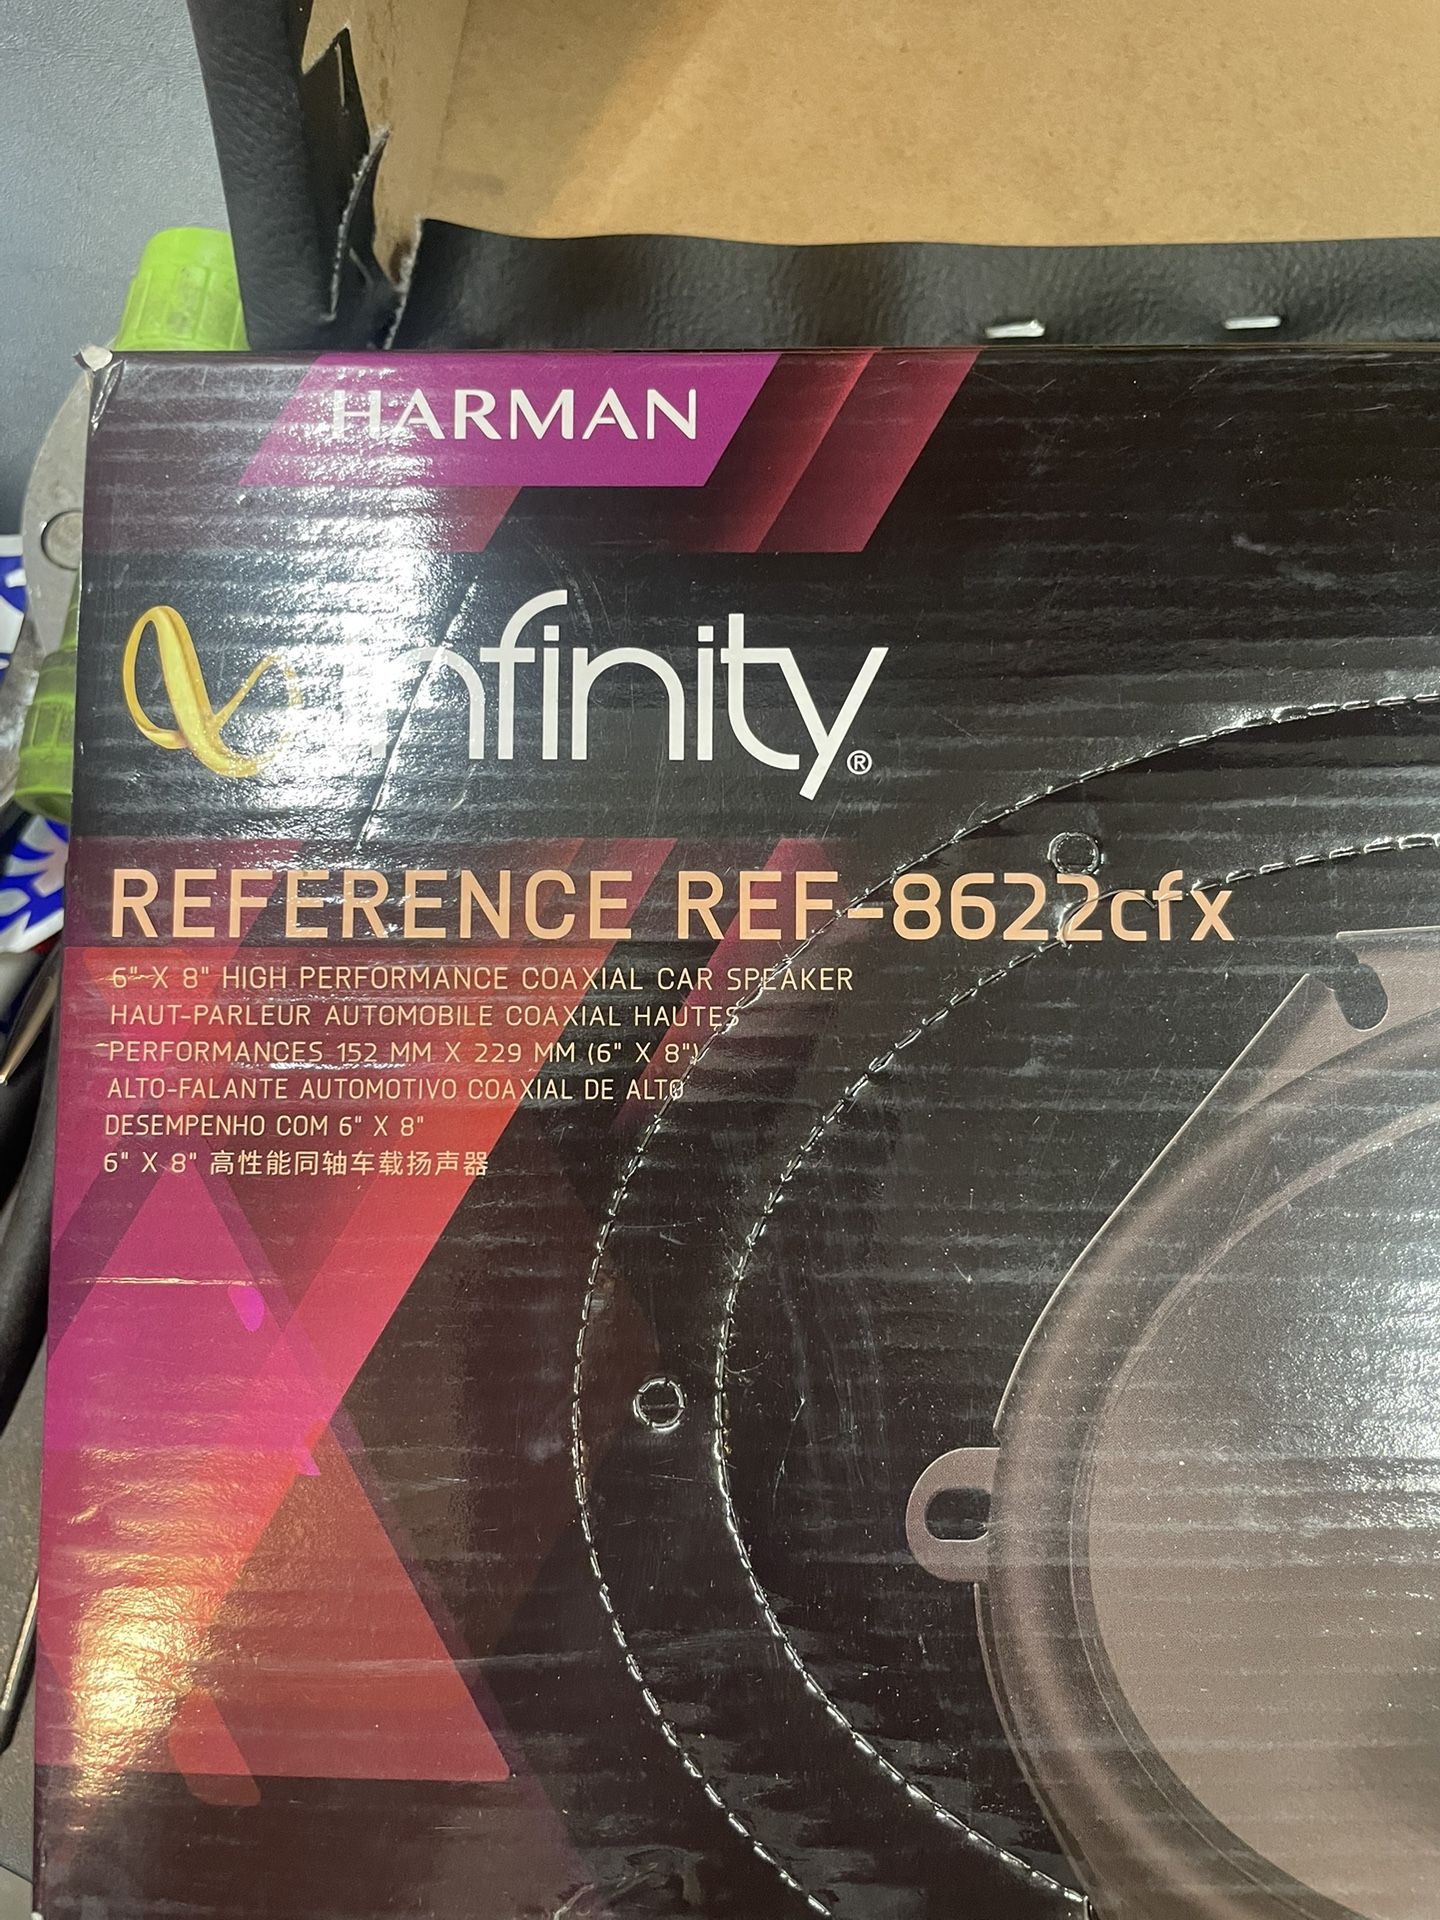 HARMAN
infinity®
REFERENCE REF-8622cfx
6" X 8" HIGH PERFORMANCE COAXIAL CAR SPEAKER
HAUT-PARLEUR AUTOMOBILE COAXIAL HAUTES
PERFORMANCES 152 MM X 229 MM (6" X 8")
ALTO-FALANTE AUTOMOTIVO COAXIAL DE ALTO
DESEMPENHO COM 6" X 8"
6" X 8" 高性能同轴车载扬声器